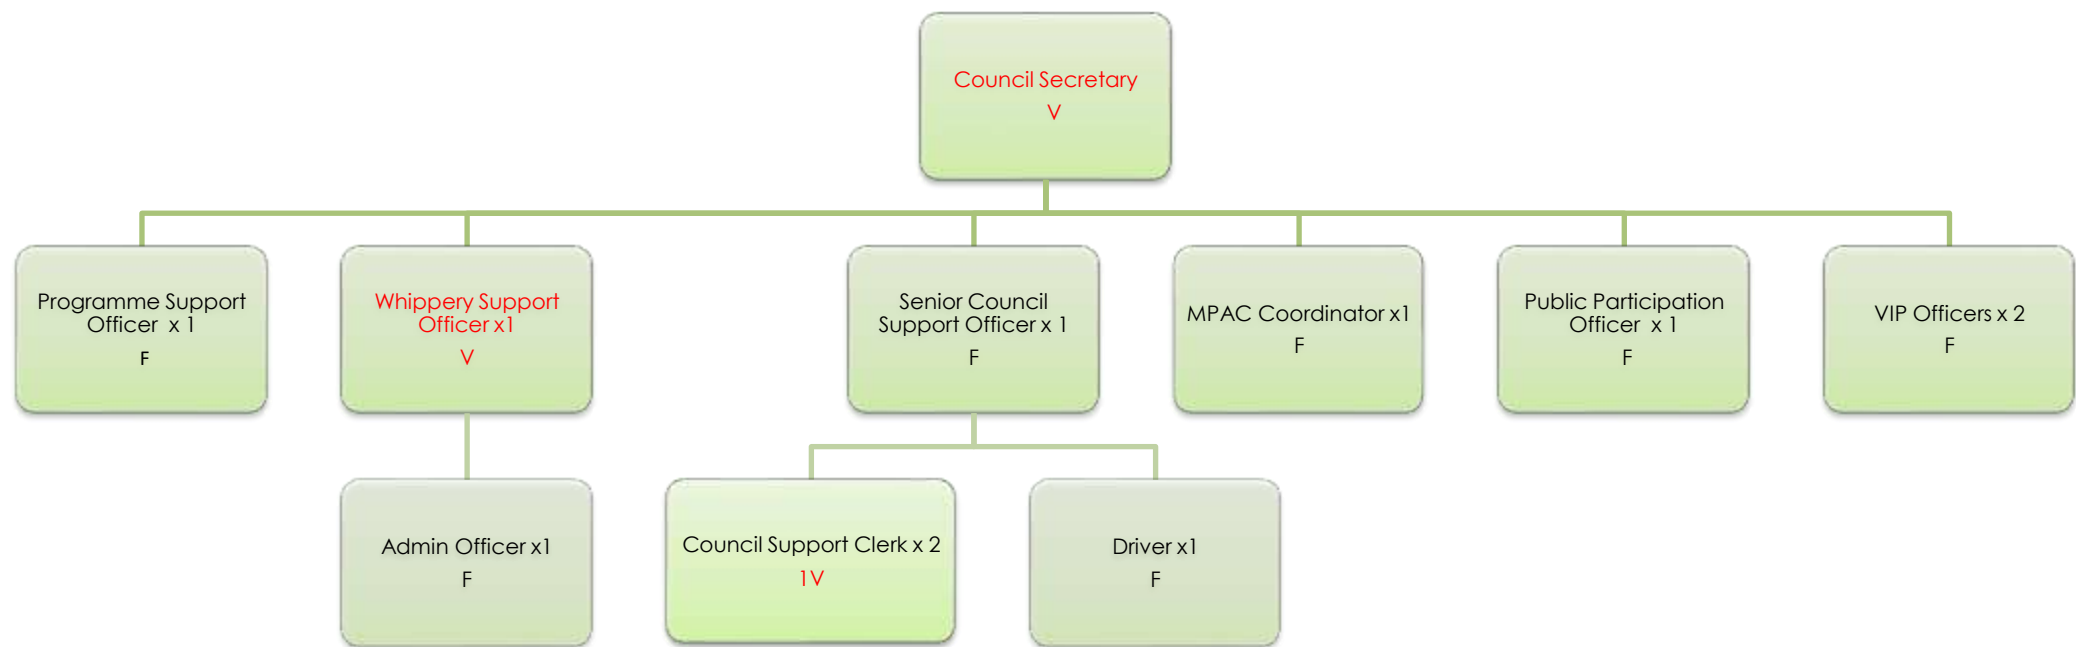 Council Secretary
V
Programme Support
Officer x 1
F
Whippery Support
Officer x1
V
Senior Council
Support Officer x 1
F
MPAC Coordinator x1
F
Public Participation
Officer x 1
F
VIP Officers x 2
F
Admin Officer x1
F
Council Support Clerk x 2
1V
Driver x1
F